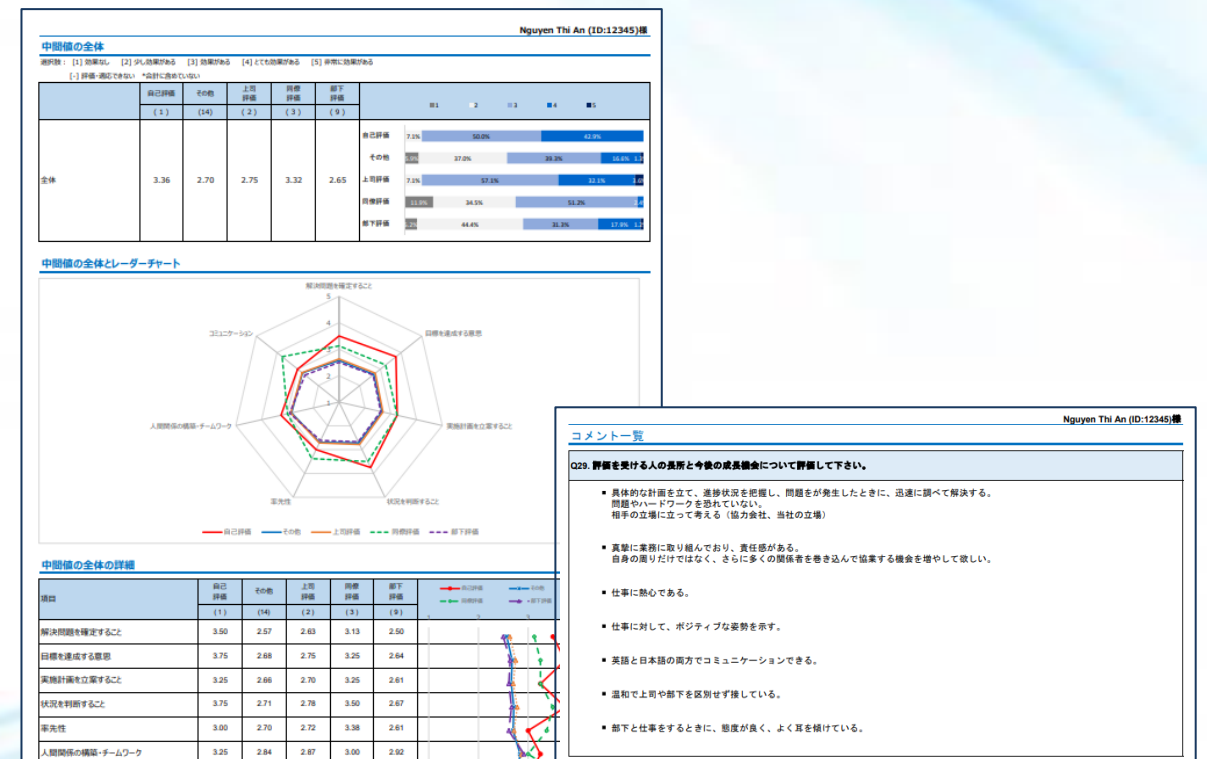 Nguyen Thi An (ID:12345)様
中間値の全体
選択肢： [1] 効果なし [2] 少し効果がある [3] 効果がある [4] とても効果がある [5] 非常に効果がある
[-] 評価・適応できない *合計に含めていない
自己評価 その他 上司評価 同僚評価 部下評価
(1) (14) (2) (3) (9)
1 2 3 4 5
全体 3.36 2.70 2.75 3.32 2.65
自己評価 7.1% 50.0% 42.9%
その他 37.0% 39.3% 16.6%
上司評価 7.1% 57.1% 32.1%
同僚評価 11.9% 34.5% 51.2%
部下評価 44.4% 31.3% 17.9%
中間値の全体とレーダーチャート
解決問題を確定すること
目標を達成する意思
実施計画を立案すること
状況を判断すること
率先性
人間関係の構築・チームワーク
コミュニケーション
5
4
3
2
1
自己評価 その他 上司評価 同僚評価 部下評価
中間値の全体の詳細
項目 自己評価 その他 上司評価 同僚評価 部下評価
(1) (14) (2) (3) (9)
自己評価 その他
同僚評価 部下評価
1 2 3
解決問題を確定すること 3.50 2.57 2.63 3.13 2.50
目標を達成する意思 3.75 2.68 2.75 3.25 2.64
実施計画を立案すること 3.25 2.66 2.70 3.25 2.61
状況を判断すること 3.75 2.71 2.78 3.50 2.67
率先性 3.00 2.70 2.72 3.38 2.61
人間関係の構築・チームワーク 3.25 2.84 2.87 3.00 2.92
Nguyen Thi An (ID:12345)様
コメント一覧
Q29. 評価を受ける人の長所と今後の成長機会について評価して下さい。
▪ 具体的な計画を立て、進捗状況を把握し、問題をが発生したときに、迅速に調べて解決する。
問題やハードワークを恐れていない。
相手の立場に立って考える（協力会社、当社の立場）
▪ 真摯に業務に取り組んでおり、責任感がある。
自身の周りだけではなく、さらに多くの関係者を巻き込んで協業する機会を増やして欲しい。
▪ 仕事に熱心である。
▪ 仕事に対して、ポジティブな姿勢を示す。
▪ 英語と日本語の両方でコミュニケーションできる。
▪ 温和で上司や部下を区別せず接している。
▪ 部下と仕事をするときに、態度が良く、よく耳を傾けている。